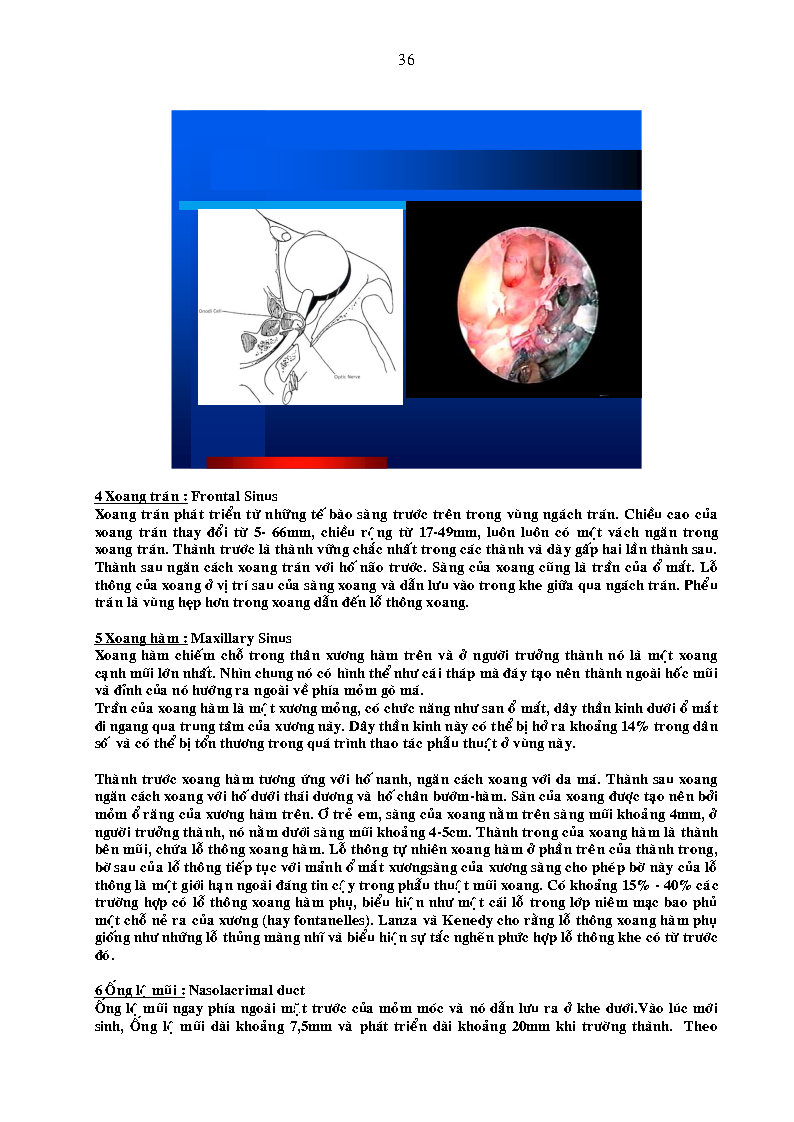 36
Onodi Cell
Optic Nerve
4 Xoang trán : Frontal Sinus
Xoang trán phát triển từ những tế bào sàng trước trên trong vùng ngách trán. Chiều cao của
xoang trán thay đổi từ 5- 66mm, chiều rộng từ 17-49mm, luôn luôn có một vách ngăn trong
xoang trán. Thành trước là thành vững chắc nhất trong các thành và dày gấp hai lần thành sau.
Thành sau ngăn cách xoang trán với hố não trước. Sàng của xoang cũng là trần của ổ mắt. Lỗ
thông của xoang ở vị trí sau của sàng xoang và dẫn lưu vào trong khe giữa qua ngách trán. Phểu
trán là vùng hẹp hơn trong xoang dẫn đến lỗ thông xoang.
5 Xoang hàm : Maxillary Sinus
Xoang hàm chiếm chỗ trong thân xương hàm trên và ở người trưởng thành nó là một xoang
cạnh mũi lớn nhất. Nhìn chung nó có hình thể như cái tháp mà đáy tạo nên thành ngoài hốc mũi
và đỉnh của nó hướng ra ngoài về phía mỏm gò má.
Trần của xoang hàm là một xương mỏng, có chức năng như sàn ổ mắt, dây thần kinh dưới ổ mắt
đi ngang qua trung tâm của xương này. Dây thần kinh này có thể bị hở ra khoảng 14% trong dân
số và có thể bị tổn thương trong quá trình thao tác phẫu thuật ở vùng này.
Thành trước xoang hàm tương ứng với hố nanh, ngăn cách xoang với da má. Thành sau xoang
ngăn cách xoang với hố dưới thái dương và hố chân bướm-hàm. Sàn của xoang được tạo nên bởi
mỏm ổ răng của xương hàm trên. Ở trẻ em, sàng của xoang nằm trên sàng mũi khoảng 4mm, ở
người trưởng thành, nó nằm dưới sàng mũi khoảng 4-5cm. Thành trong của xoang hàm là thành
bên mũi, chứa lỗ thông xoang hàm. Lỗ thông tự nhiên xoang hàm ở phần trên của thành trong,
bờ sau của lỗ thông tiếp tục với mảnh ổ mắt xươngsàng của xương sàng cho phép bờ này của lỗ
thông là một giới hạn ngoài đáng tin cậy trong phẫu thuật mũi xoang. Có khoảng 15% - 40% các
trường hợp có lỗ thông xoang hàm phụ, biểu hiện như một cái lỗ trong lớp niêm mạc bao phủ
một chỗ nẻ ra của xương (hay fontanelles). Lanza và Kenedy cho rằng lỗ thông xoang hàm phụ
giống như những lỗ thủng màng nhĩ và biểu hiện sự tắc nghẽn phức hợp lỗ thông khe có từ trước
đó.
6 Ống lệ mũi : Nasolacrimal duct
Ống lệ mũi ngay phía ngoài mặt trước của mỏm móc và nó dẫn lưu ra ở khe dưới.Vào lúc mới
sinh, Ống lệ mũi dài khoảng 7,5mm và phát triển dài khoảng 20mm khi trường thành. Theo